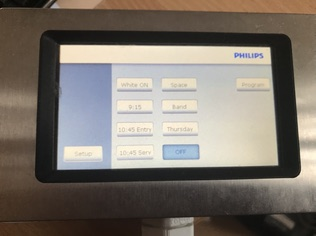 PHILIPS
White ON
Space
Program
9:15
Band
10:45 Entry
Thursday
Setup
10:45 Serv
OFF